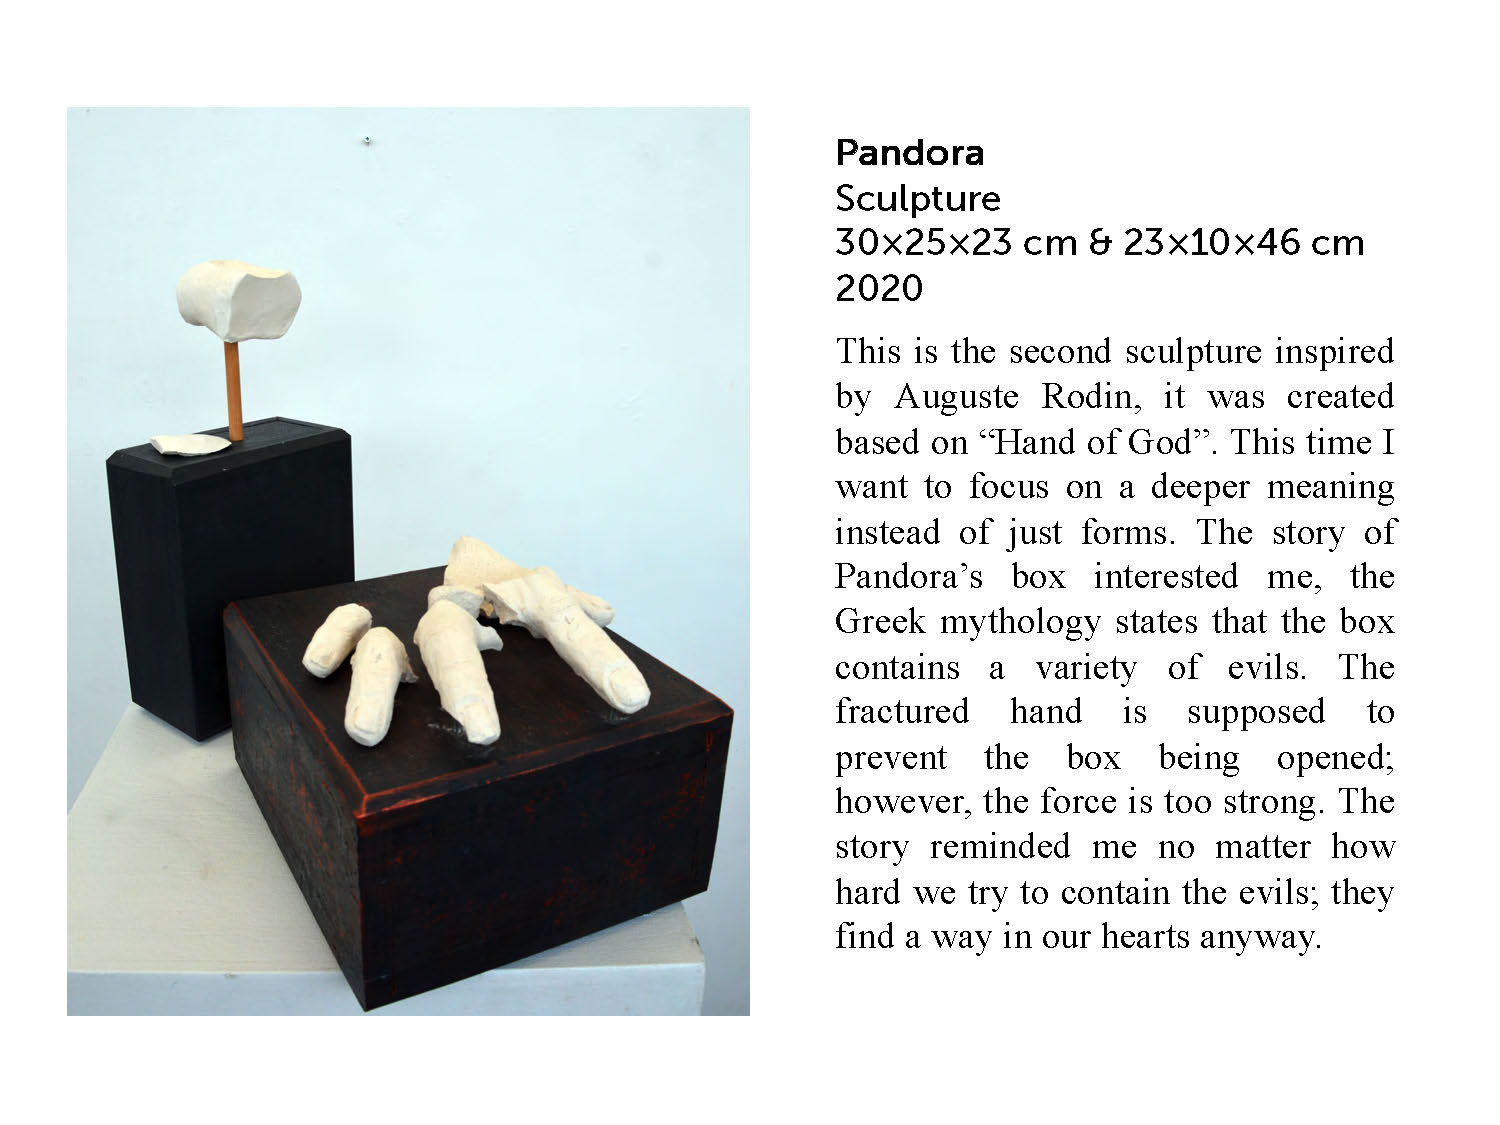 Pandora
Sculpture
30×25×23 cm & 23×10×46 cm
2020
This is the second sculpture inspired
by Auguste Rodin, it was created
based on “Hand of God”. This time I
want to focus on a deeper meaning
instead of just forms. The story of
Pandora’s box interested me, the
Greek mythology states that the box
contains a variety of evils. The
fractured hand is supposed to
prevent the box being opened;
however, the force is too strong. The
story reminded me no matter how
hard we try to contain the evils; they
find a way in our hearts anyway.